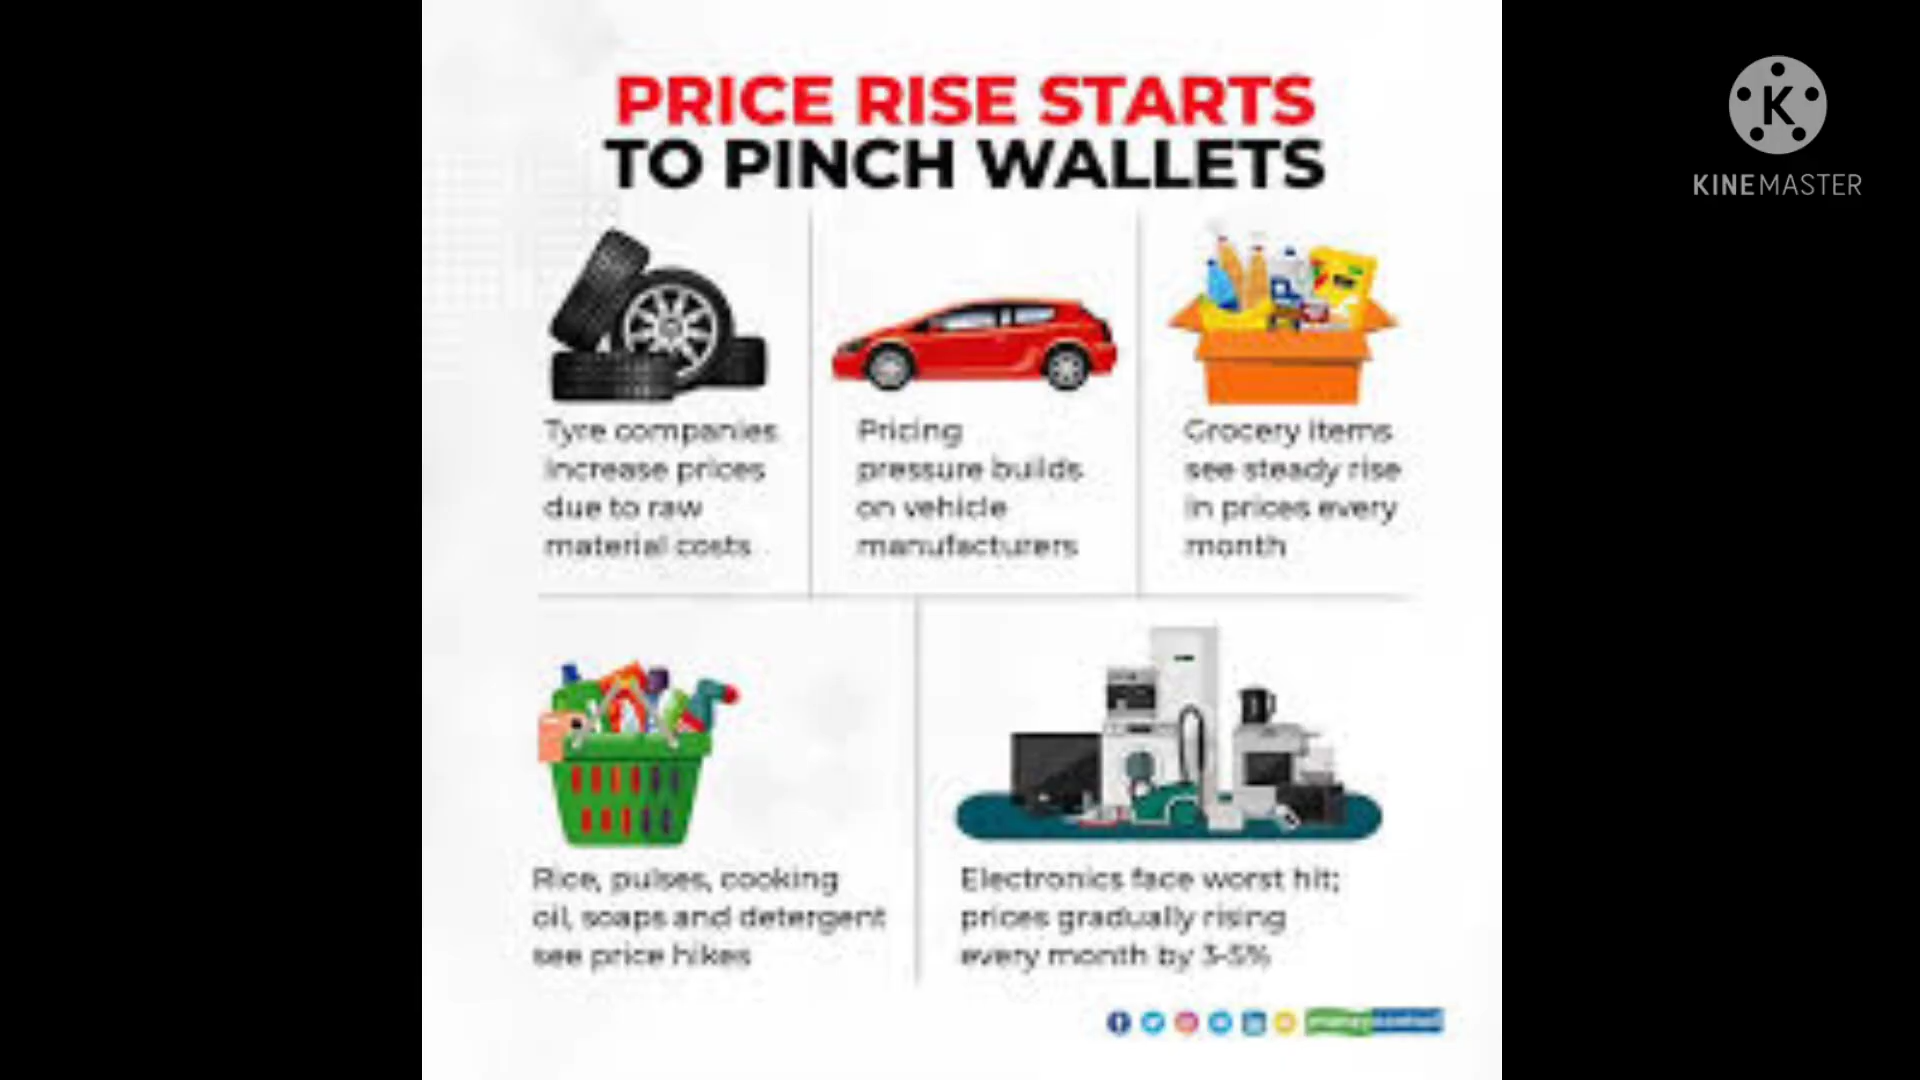 PRICE RISE STARTS
TO PINCH WALLETS
KINEMASTER
Tyre companies
increase prices
due to raw
material costs
Pricing
pressure builds
on vehicle
manufacturers
Grocery items
see steady rise
in prices every
month
Rice, pulses, cooking
oil, soaps and detergent
see price hikes
Electronics face worst hit;
prices gradually rising
every month by 3-5%